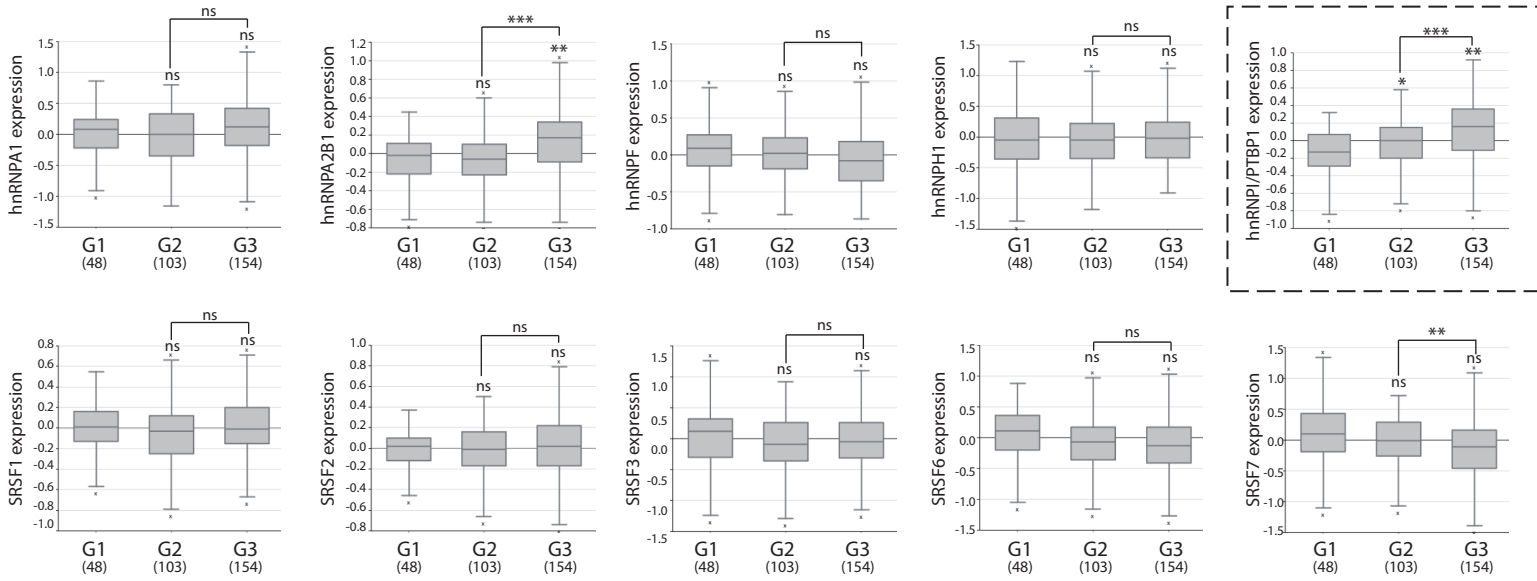 hnRNPA1 expression
1.5
1.0
0.5
0.0
-0.5
-1.0
-1.5
ns
ns
ns
G1 G2 G3
(48) (103) (154)
hnRNPA2B1 expression
1.2
1.0
0.8
0.6
0.4
0.2
0.0
-0.2
-0.4
-0.6
-0.8
***
ns
**
G1 G2 G3
(48) (103) (154)
hnRNPF expression
1.5
1.0
0.5
0.0
-0.5
-1.0
ns
ns
ns
G1 G2 G3
(48) (103) (154)
hnRNPH1 expression
1.5
1.0
0.5
0.0
-0.5
-1.0
-1.5
ns
ns
ns
G1 G2 G3
(48) (103) (154)
hnRNPI/PTBP1 expression
1.0
0.8
0.6
0.4
0.2
0.0
-0.2
-0.4
-0.6
-0.8
-1.0
***
*
**
G1 G2 G3
(48) (103) (154)
SRSF1 expression
0.8
0.6
0.4
0.2
0.0
-0.2
-0.4
-0.6
-0.8
-1.0
ns
ns
ns
G1 G2 G3
(48) (103) (154)
SRSF2 expression
1.0
0.8
0.6
0.4
0.2
0.0
-0.2
-0.4
-0.6
-0.8
ns
ns
ns
G1 G2 G3
(48) (103) (154)
SRSF3 expression
1.5
1.0
0.5
0.0
-0.5
-1.0
-1.5
ns
ns
ns
G1 G2 G3
(48) (103) (154)
SRSF6 expression
1.5
1.0
0.5
0.0
-0.5
-1.0
-1.5
ns
ns
ns
G1 G2 G3
(48) (103) (154)
SRSF7 expression
1.5
1.0
0.5
0.0
-0.5
-1.0
-1.5
**
ns
ns
G1 G2 G3
(48) (103) (154)